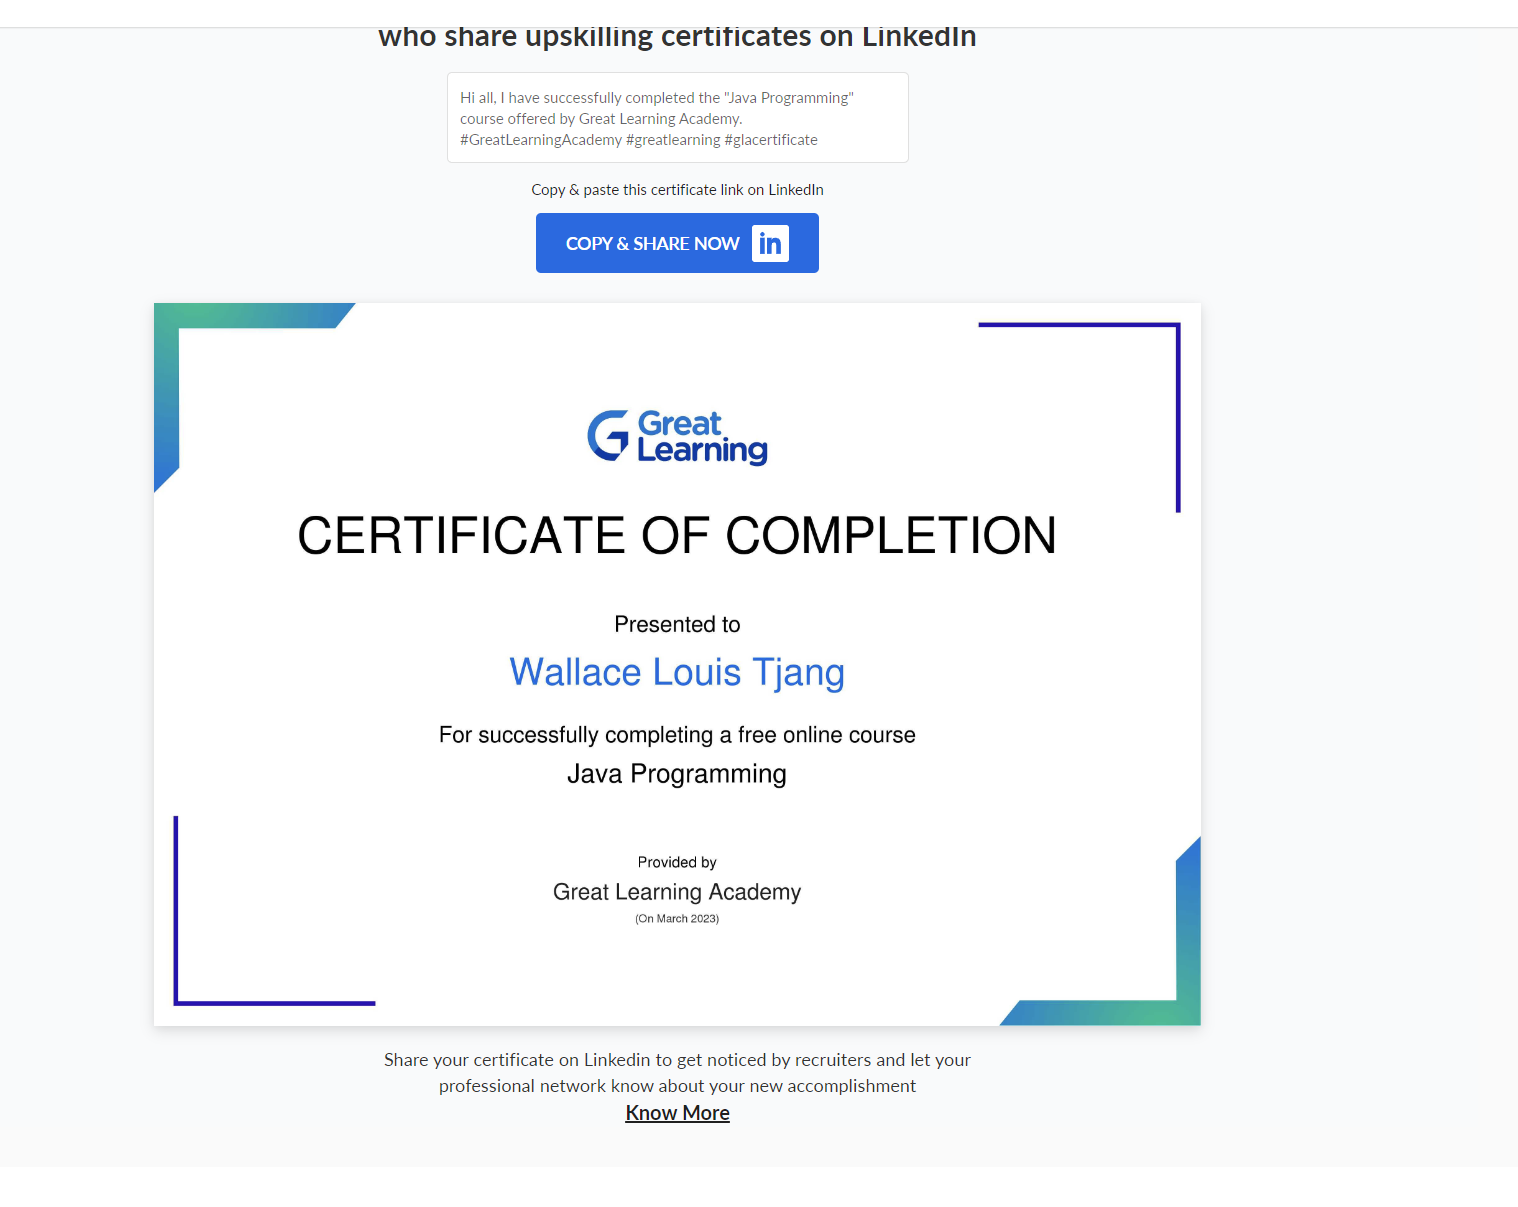 who share upskilling certificates on LinkedIn
Hi all, I have successfully completed the "Java Programming"
course offered by Great Learning Academy.
#GreatLearningAcademy #greatlearning #glacertificate
Copy & paste this certificate link on LinkedIn
COPY & SHARE NOW in
Great
Learning
CERTIFICATE OF COMPLETION
Presented to
Wallace Louis Tjang
For successfully completing a free online course
Java Programming
Provided by
Great Learning Academy
(On March 2023)
Share your certificate on Linkedin to get noticed by recruiters and let your
professional network know about your new accomplishment
Know More